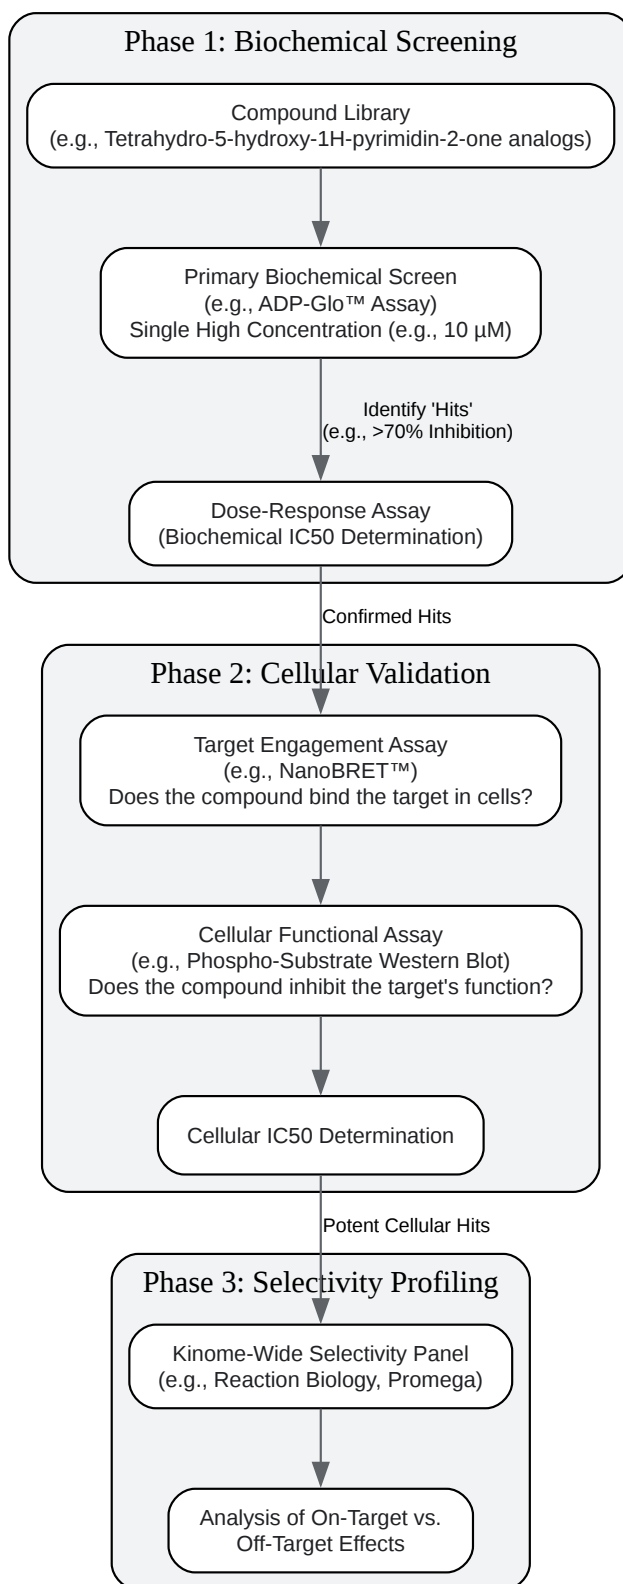 Phase 1: Biochemical Screening
Compound Library
(e.g., Tetrahydro-5-hydroxy-1H-pyrimidin-2-one analogs)
Primary Biochemical Screen
(e.g., ADP-Glo™ Assay)
Single High Concentration (e.g., 10 µM)
Identify 'Hits'
(e.g., >70% Inhibition)
Dose-Response Assay
(Biochemical IC50 Determination)
Confirmed Hits
Phase 2: Cellular Validation
Target Engagement Assay
(e.g., NanoBRET™)
Does the compound bind the target in cells?
Cellular Functional Assay
(e.g., Phospho-Substrate Western Blot)
Does the compound inhibit the target's function?
Cellular IC50 Determination
Potent Cellular Hits
Phase 3: Selectivity Profiling
Kinome-Wide Selectivity Panel
(e.g., Reaction Biology, Promega)
Analysis of On-Target vs.
Off-Target Effects